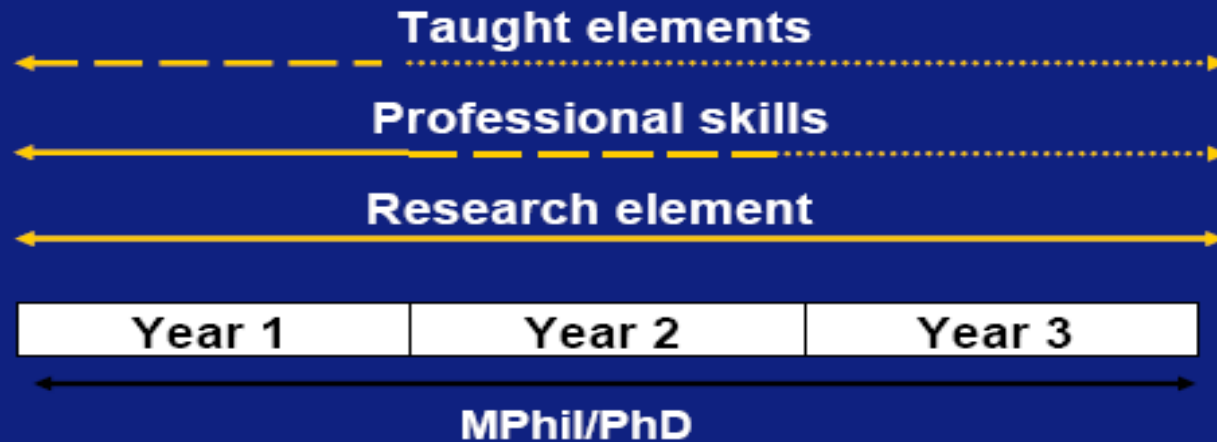 Taught elements
Professional skills
Research element
Year 1 Year 2 Year 3
MPhil/PhD